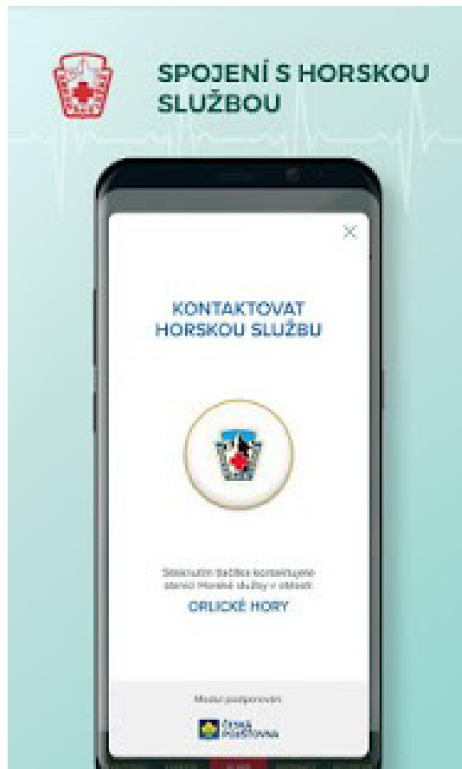 SPOJENÍ S HORSKOU
SLUŽBOU
KONTAKTOVAT
HORSKOU SLUŽBU
Stisknutím tlačítka kontaktujete
stanici Horské služby v oblasti
ORLICKÉ HORY
Modul podporován
ČESKÁ
POJIŠŤOVNA